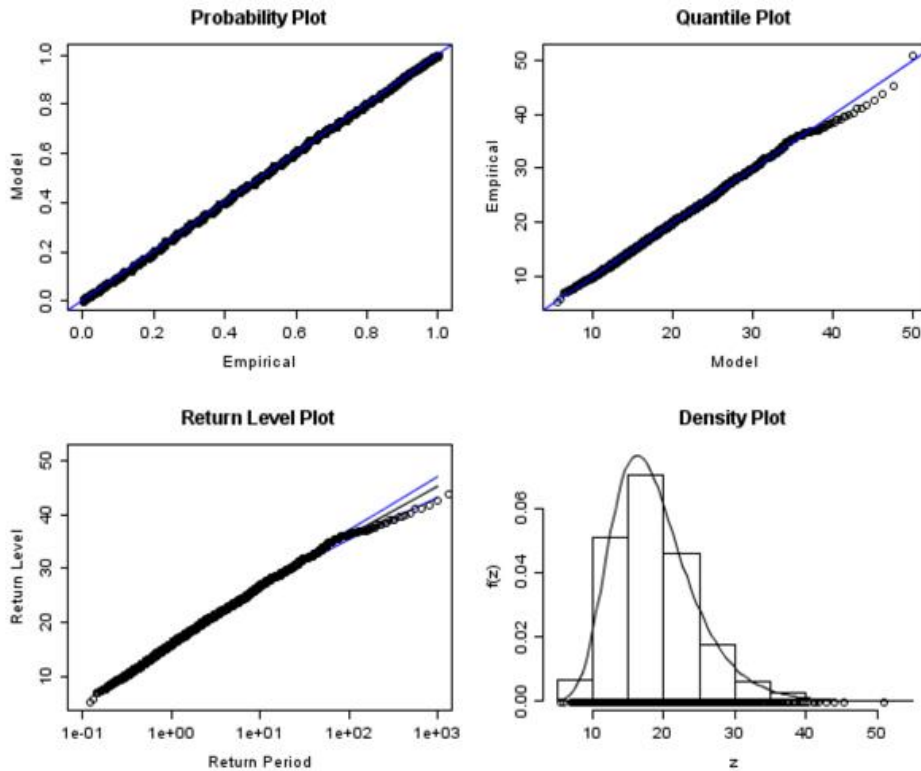 Probability Plot
Model
0.0 0.2 0.4 0.6 0.8 1.0
0.0 0.2 0.4 0.6 0.8 1.0
Empirical
Quantile Plot
Empirical
10 20 30 40 50
10 20 30 40 50
Model
Return Level Plot
Return Level
10 20 30 40 50
1e-01 1e+00 1e+01 1e+02 1e+03
Return Period
Density Plot
f(z)
0.00 0.02 0.04 0.06
10 20 30 40 50
z